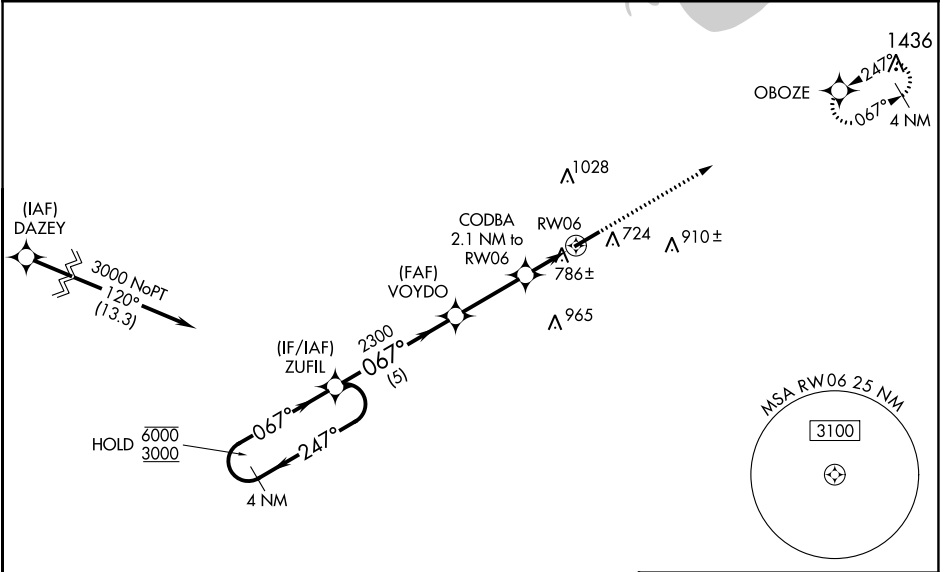 1436
247°
OBOZE
067°
4 NM
1028
(IAF)
DAZEY
CODBA
2.1 NM to
RW06
RW06
724
910±
3000 NoPT
120°
(13.3)
(FAF)
VOYDO
786±
965
2300
067°
(5)
(IF/IAF)
ZUFIL
067°
247°
HOLD
6000
3000
4 NM
MSA RW06 25 NM
3100